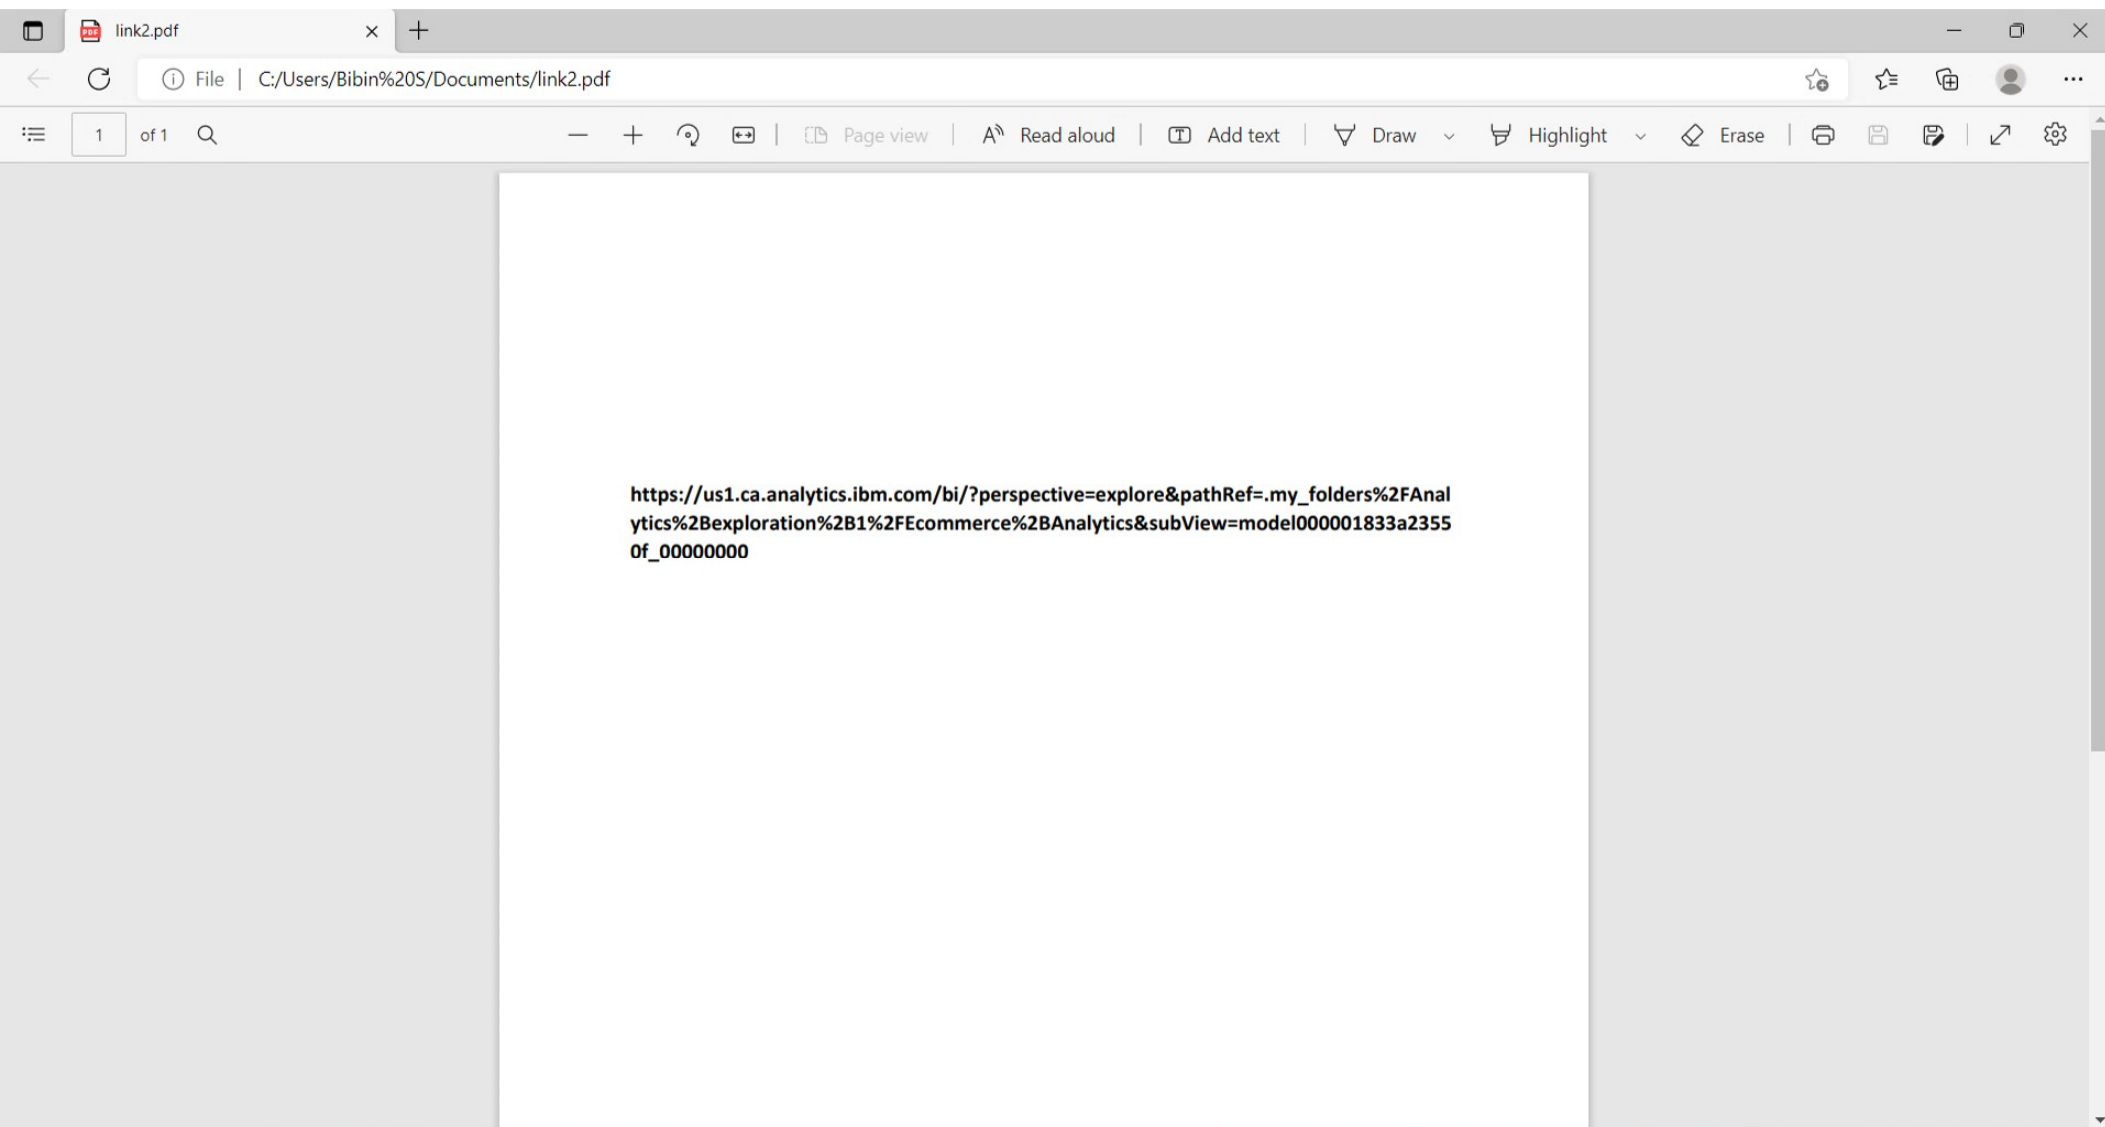 link2.pdf
File | C:/Users/Bibin%20S/Documents/link2.pdf
1 of 1 Page view Read aloud Add text Draw Highlight Erase
https://us1.ca.analytics.ibm.com/bi/?perspective=explore&pathRef=.my_folders%2FAnal
ytics%2Bexploration%2B1%2FEcommerce%2BAnalytics&subView=model000001833a2355
0f_00000000